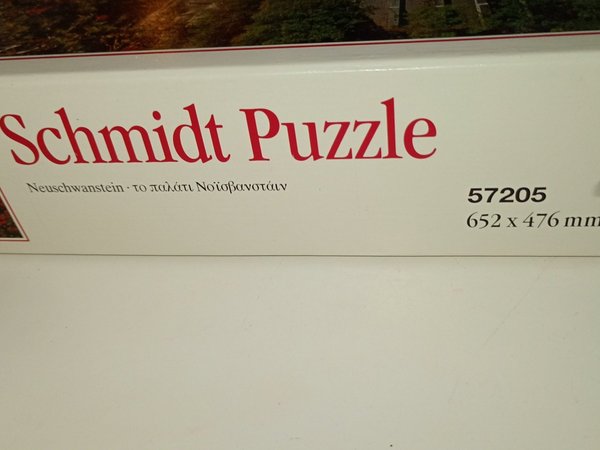 Schmidt Puzzle
Neuschwanstein · το παλάτι Νοϊσβανστάιν
57205
652 x 476 mm